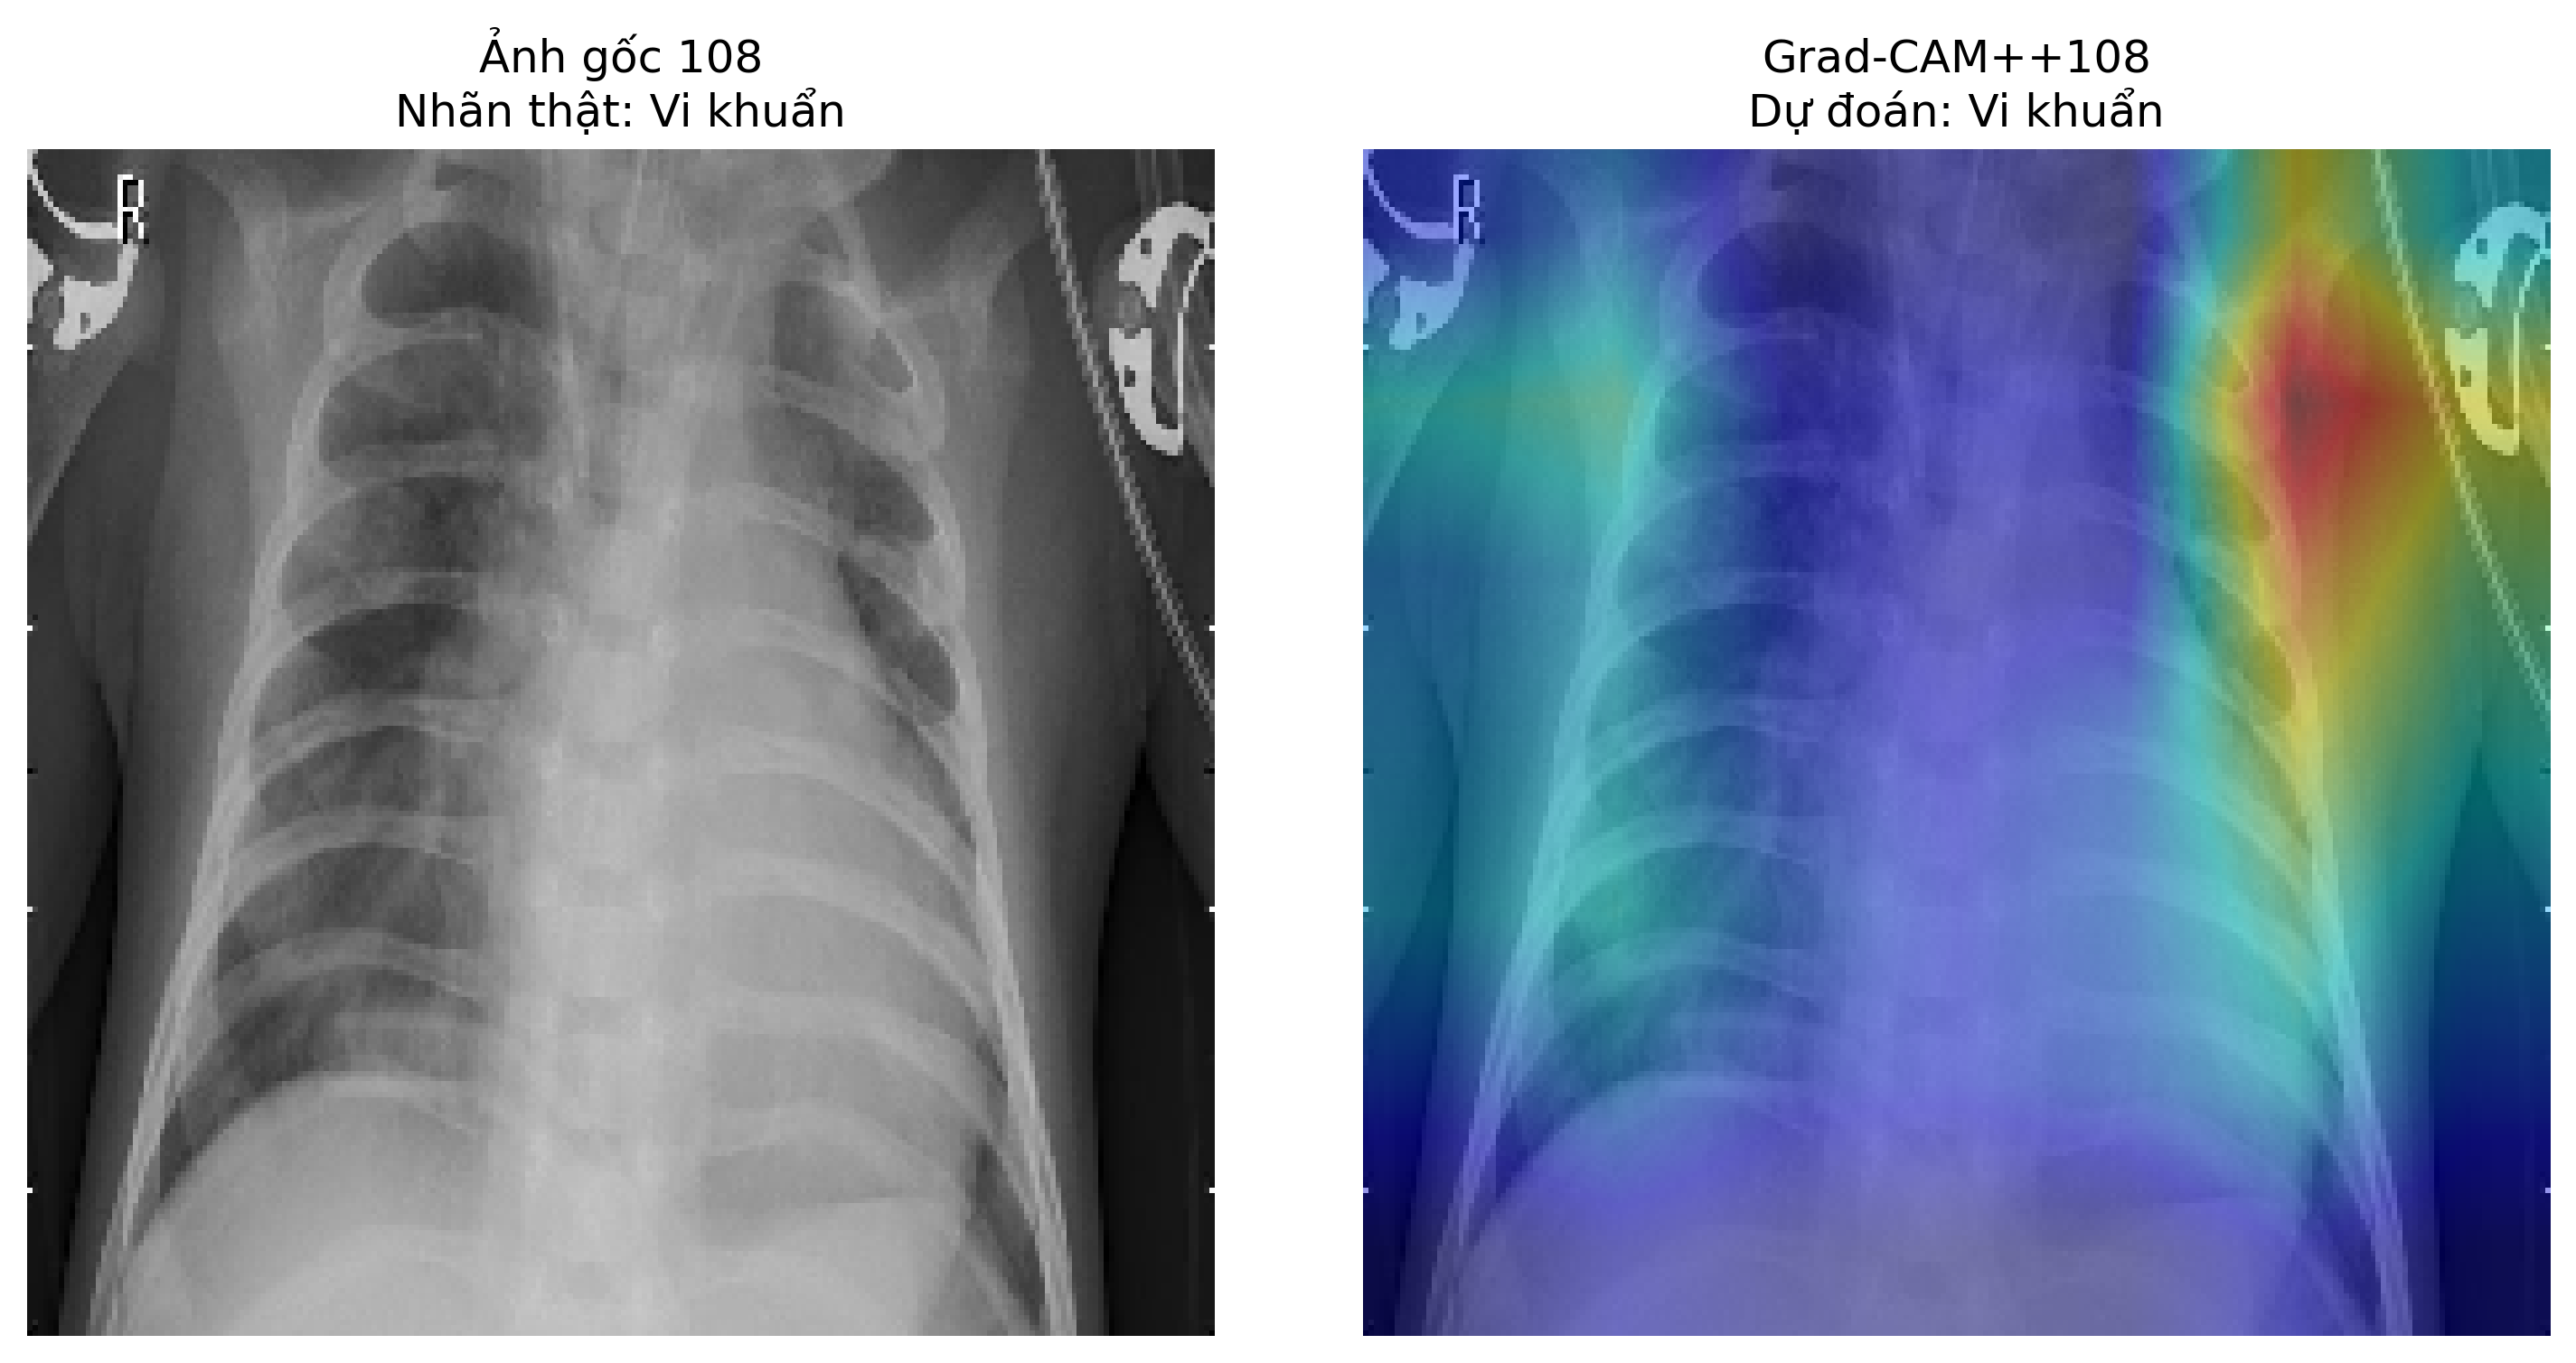 Ảnh gốc 108
Nhãn thật: Vi khuẩn
Grad-CAM++108
Dự đoán: Vi khuẩn
R
R